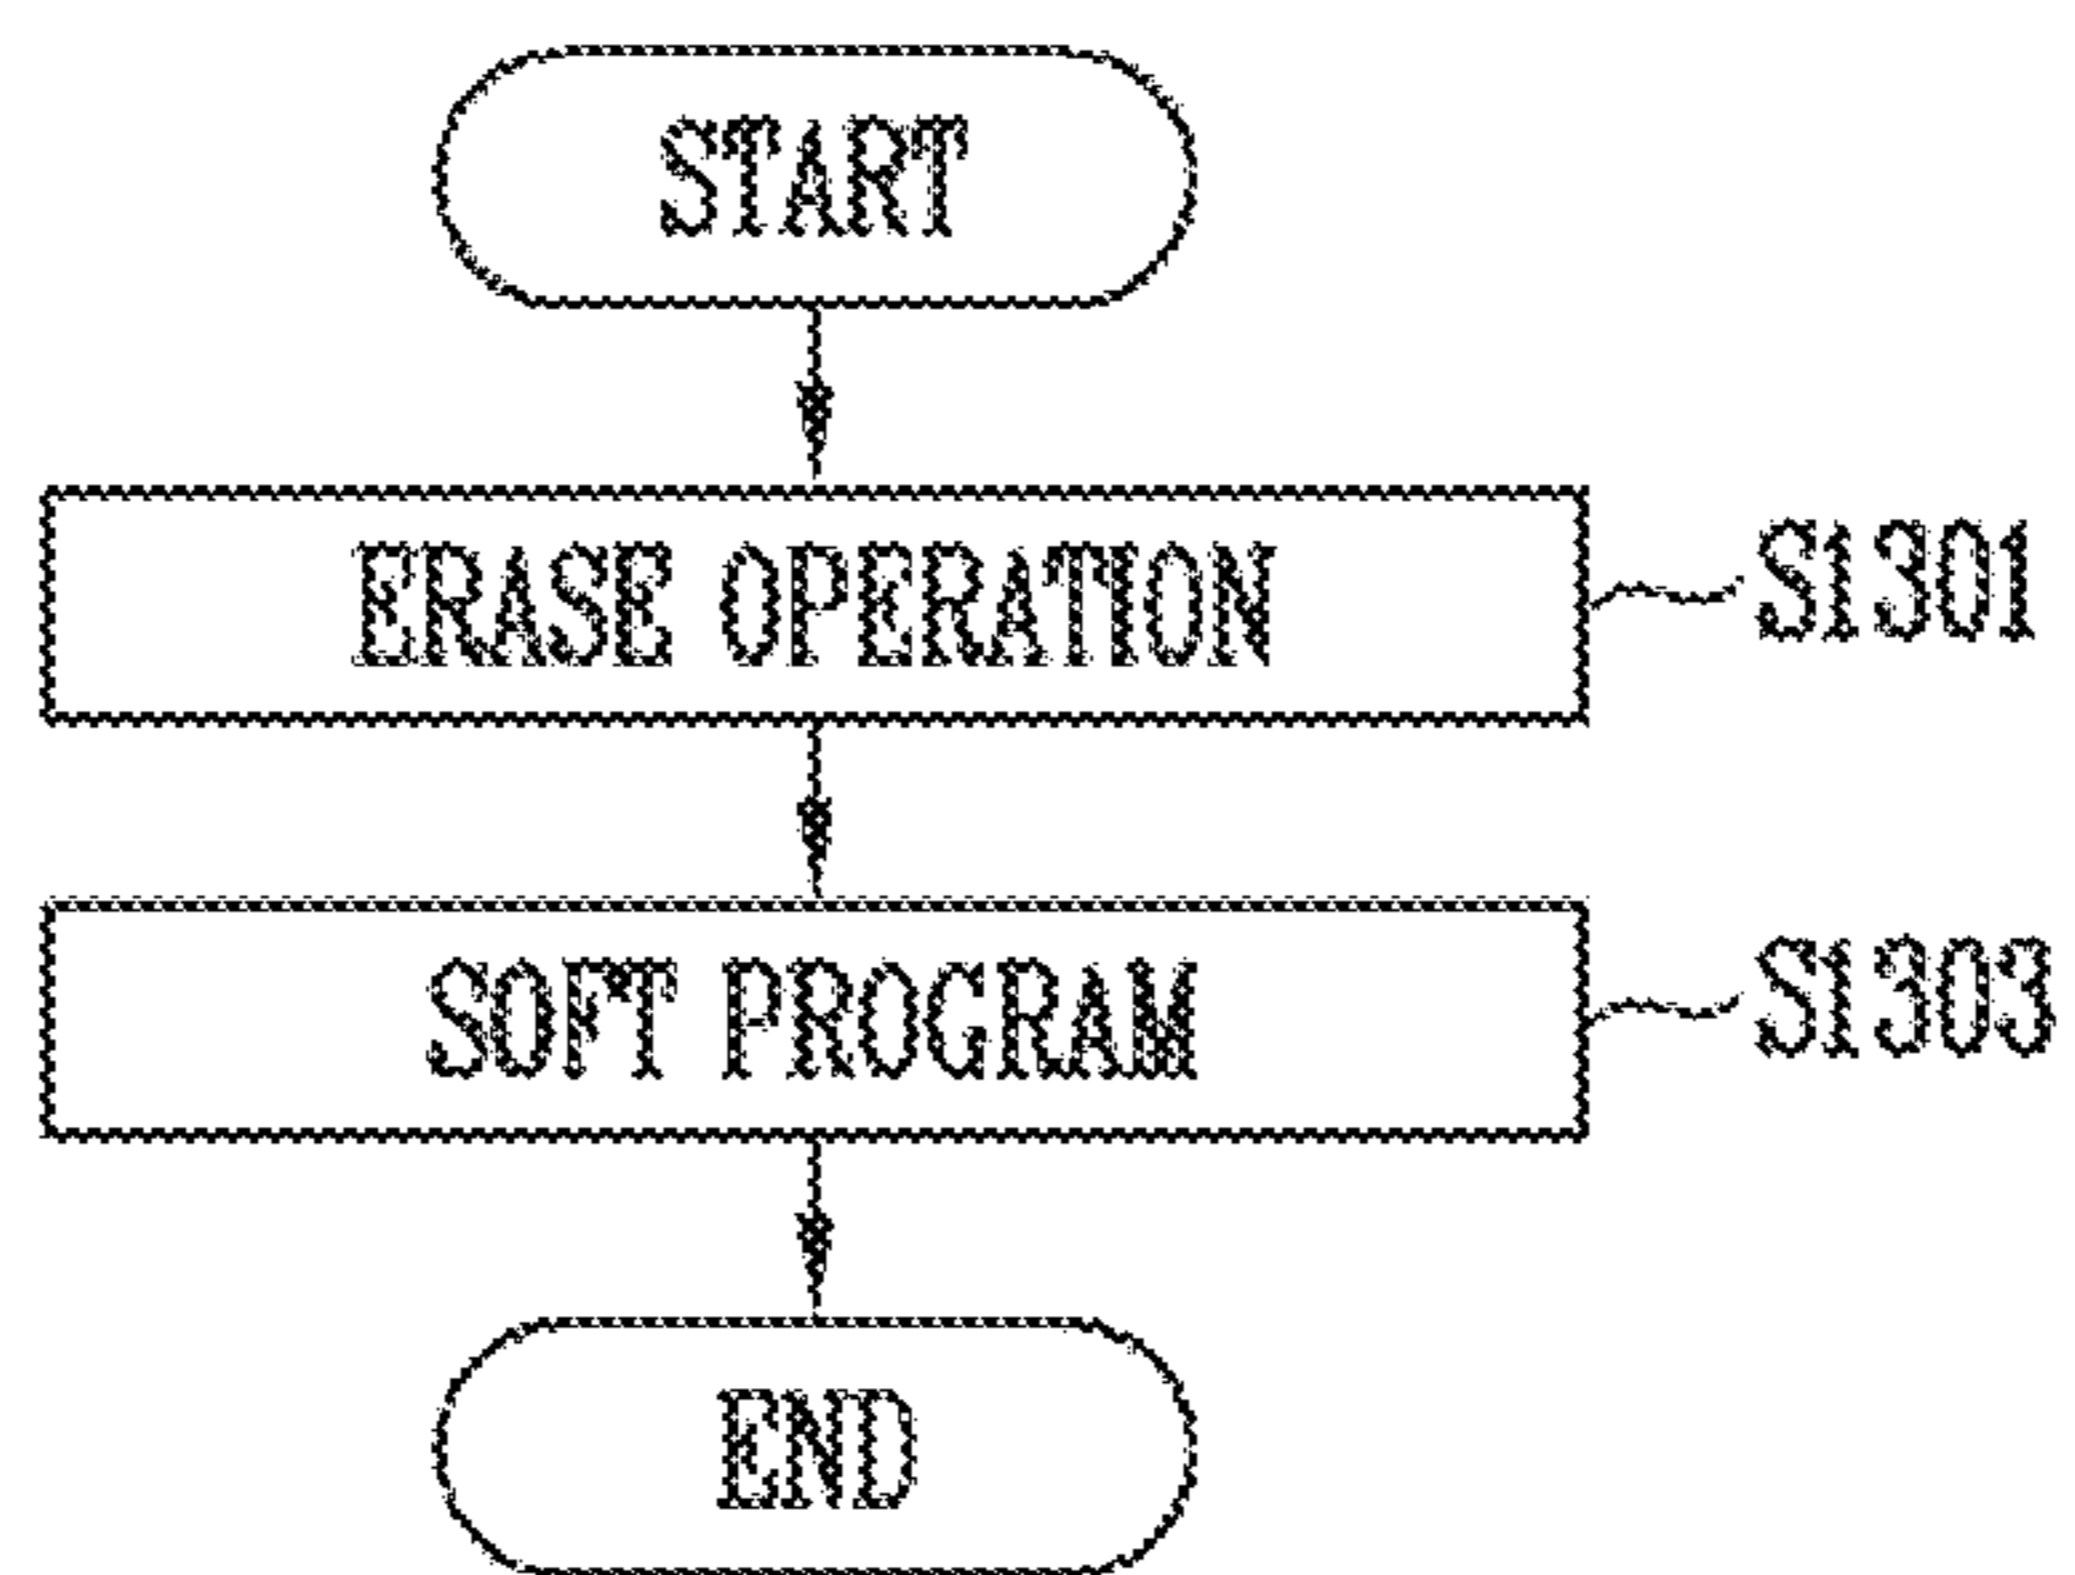 START
ERASE OPERATION
S1301
SOFT PROGRAM
S1303
END